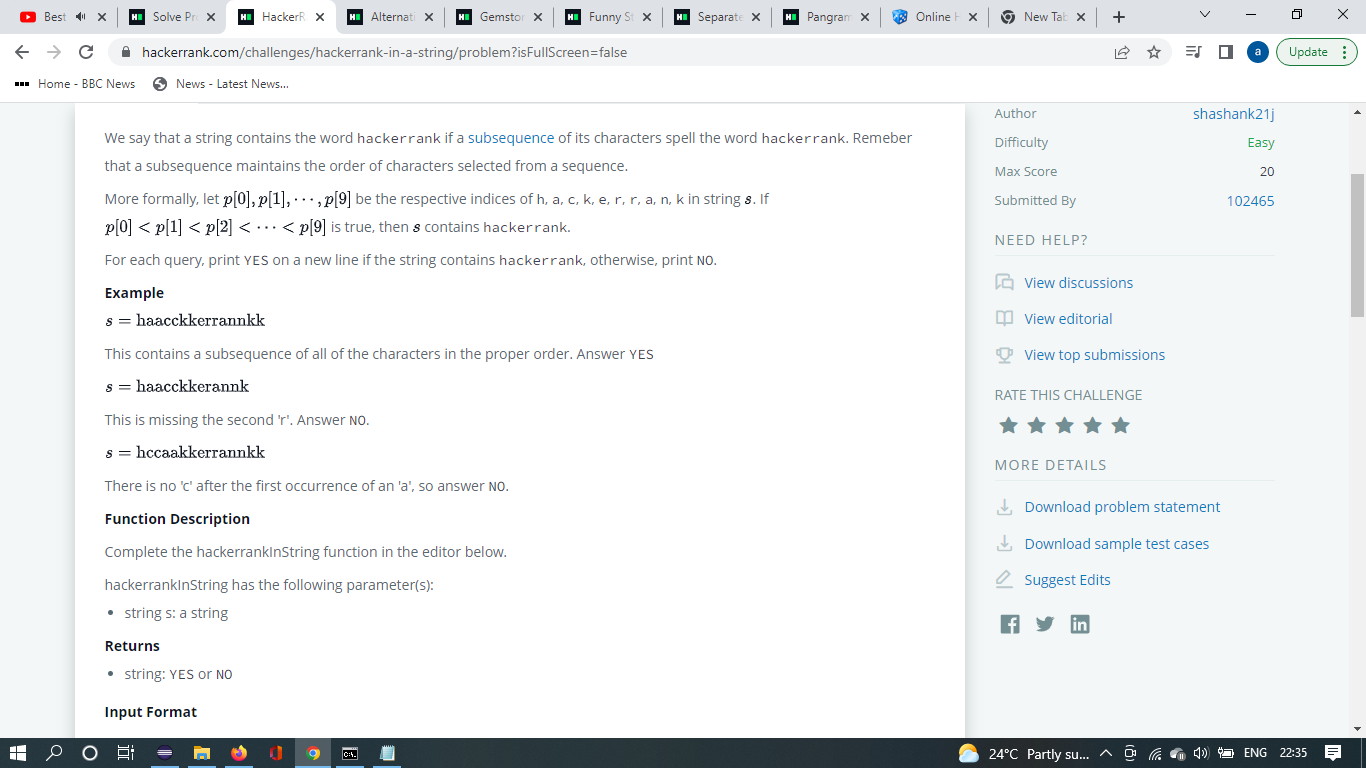 Best
Solve Pr
HackerR
Alternati
Gemstor
Funny St
Separate
Pangram
Online H
New Tab
hackerrank.com/challenges/hackerrank-in-a-string/problem?isFullScreen=false
a
Update
Home - BBC News
News - Latest News...
We say that a string contains the word hackerrank if a subsequence of its characters spell the word hackerrank. Remeber
that a subsequence maintains the order of characters selected from a sequence.
More formally, let p[0], p[1], ⋯, p[9] be the respective indices of h, a, c, k, e, r, r, a, n, k in string s. If
p[0] < p[1] < p[2] < ⋯ < p[9] is true, then s contains hackerrank.
For each query, print YES on a new line if the string contains hackerrank, otherwise, print NO.
Example
s = haacckkerrannkk
This contains a subsequence of all of the characters in the proper order. Answer YES
s = haacckkerannk
This is missing the second 'r'. Answer NO.
s = hccaakkerrannkk
There is no 'c' after the first occurrence of an 'a', so answer NO.
Function Description
Complete the hackerrankInString function in the editor below.
hackerrankInString has the following parameter(s):
• string s: a string
Returns
• string: YES or NO
Input Format
Author shashank21j
Difficulty Easy
Max Score 20
Submitted By 102465
NEED HELP?
View discussions
View editorial
View top submissions
RATE THIS CHALLENGE
MORE DETAILS
Download problem statement
Download sample test cases
Suggest Edits
24°C Partly su...
ENG
22:35